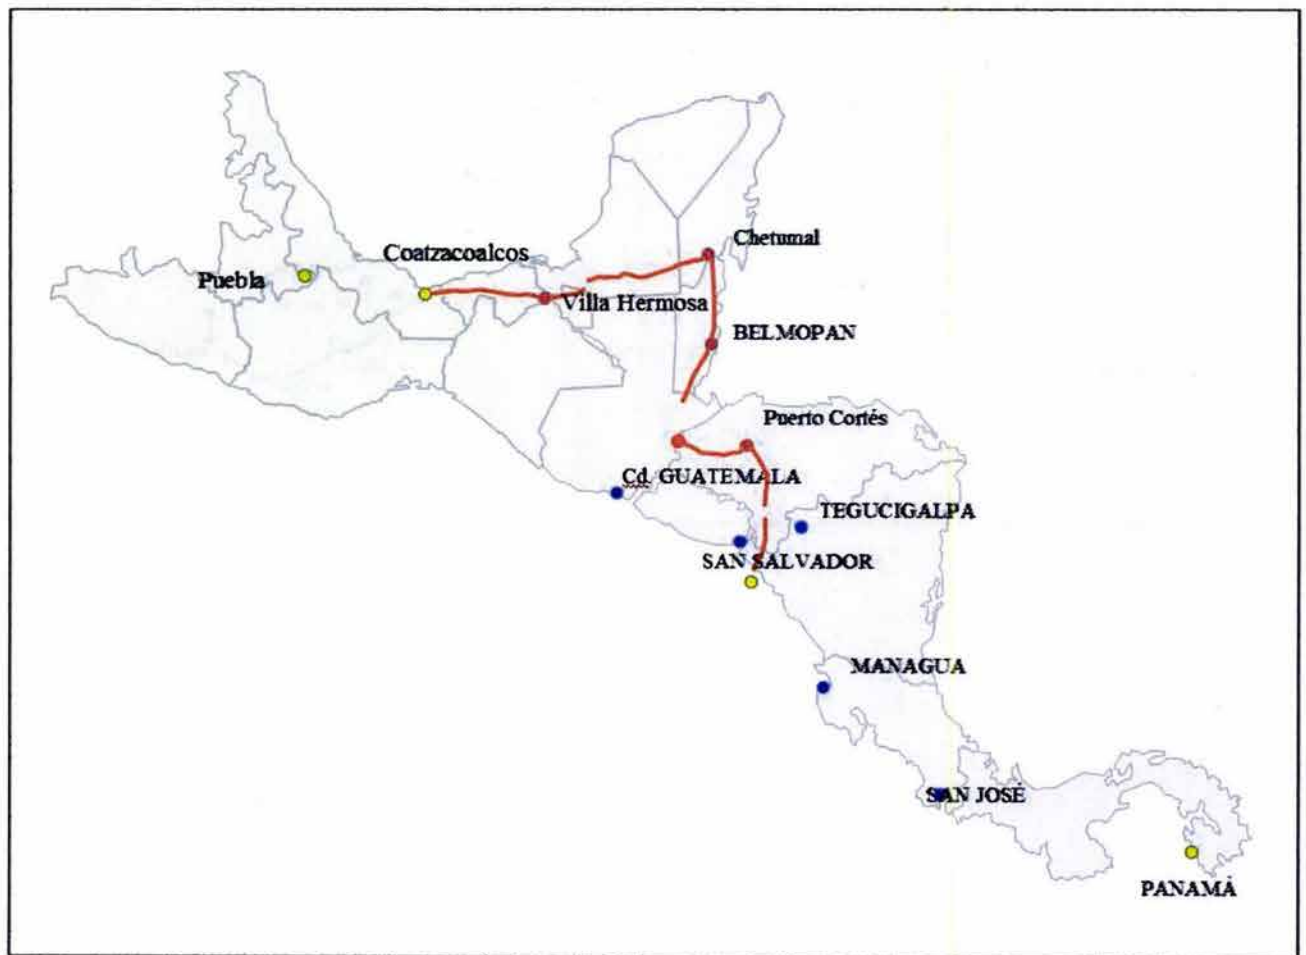 Chetumal
Coatzacoalcos
Puebla
Villa Hermosa
BELMOPAN
Puerto Cortés
Cd. GUATEMALA
TEGUCIGALPA
SAN SALVADOR
MANAGUA
SAN JOSÉ
PANAMÁ